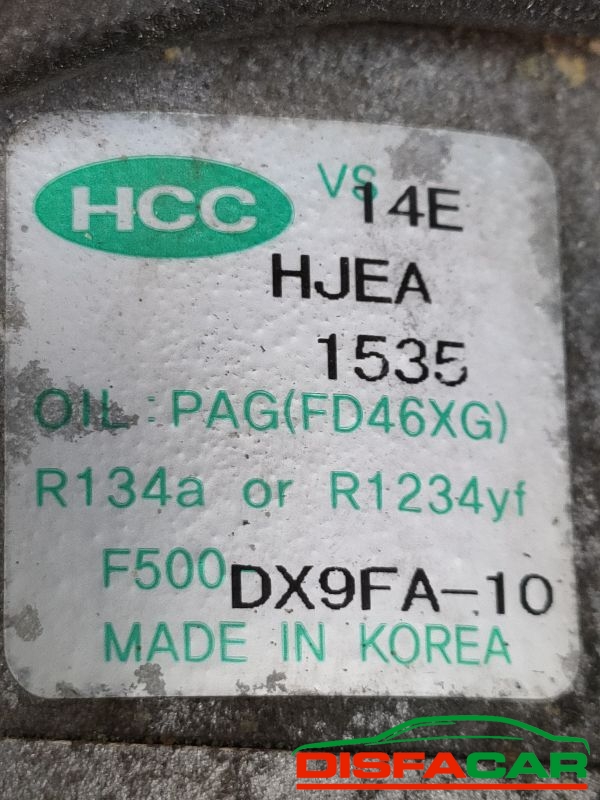 HCC VS 14E
HJEA
1535
OIL : PAG(FD46XG)
R134a or R1234yf
F500-DX9FA-10
MADE IN KOREA
DISFACAR